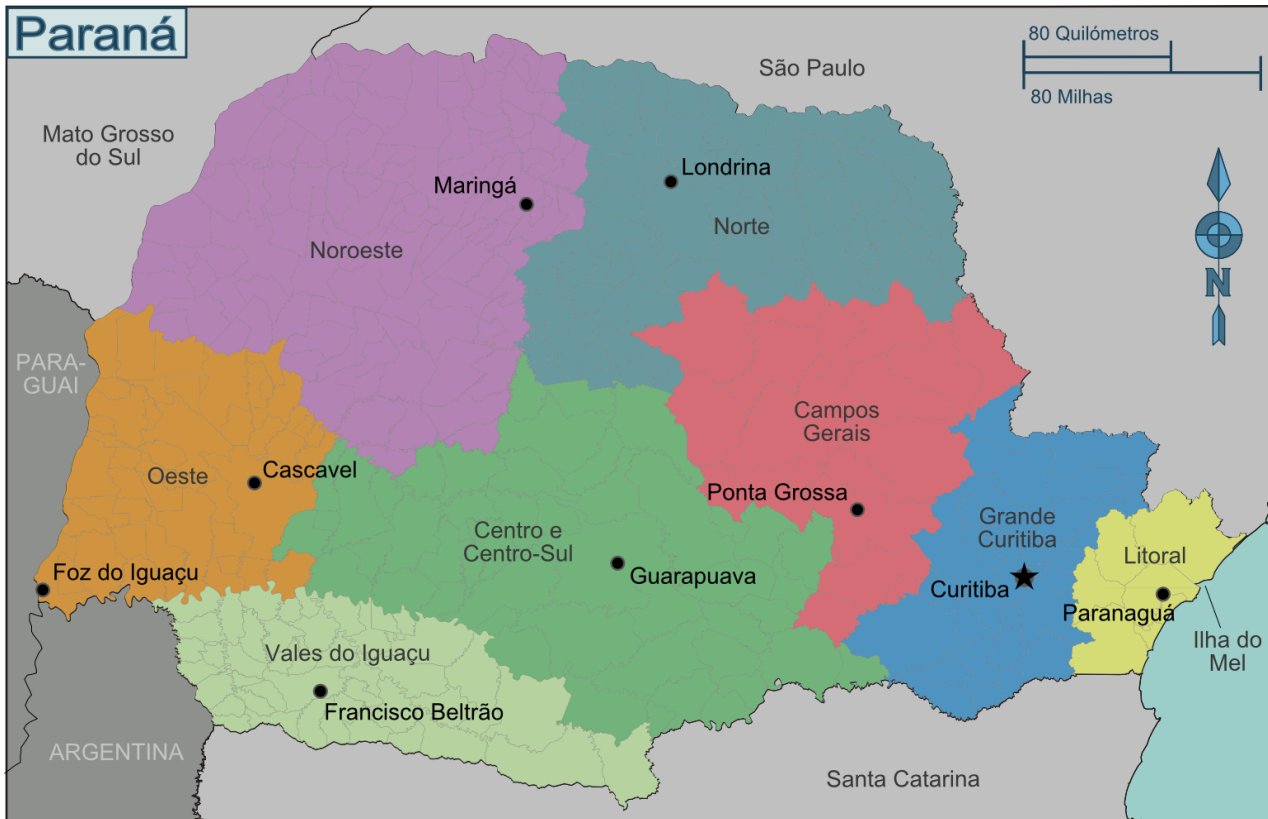 Paraná
80 Quilómetros
80 Milhas
São Paulo
Mato Grosso
do Sul
Londrina
Maringá
Norte
Noroeste
N
PARA-
GUAI
Campos
Gerais
Oeste
Cascavel
Ponta Grossa
Centro e
Centro-Sul
Grande
Curitiba
Litoral
Foz do Iguaçu
Guarapuava
Curitiba
Paranaguá
Ilha do
Mel
Vales do Iguaçu
Francisco Beltrão
ARGENTINA
Santa Catarina